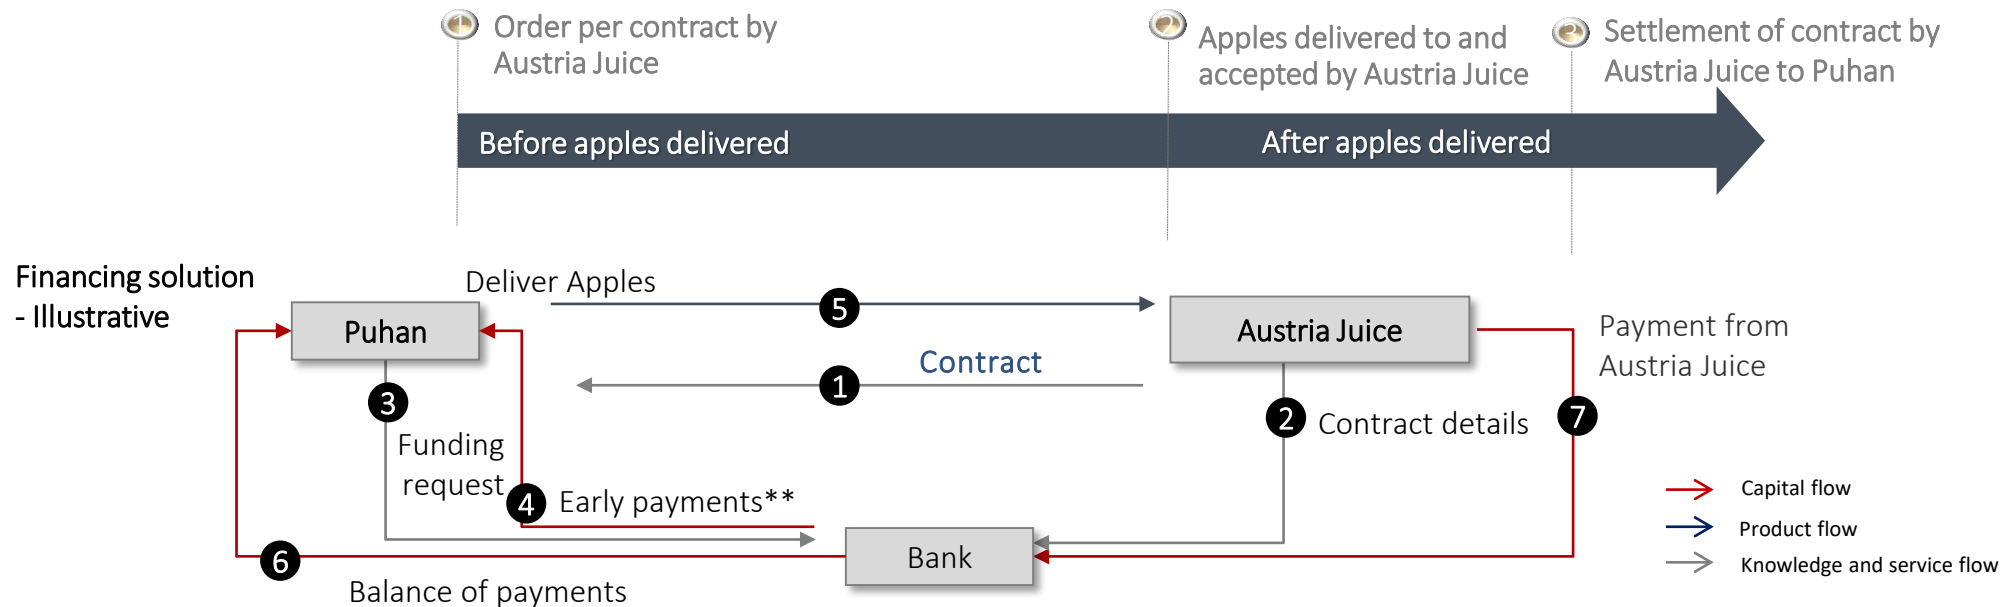 1
Order per contract by
Austria Juice
2
Apples delivered to and
accepted by Austria Juice
3
Settlement of contract by
Austria Juice to Puhan
Before apples delivered
After apples delivered
Financing solution
- Illustrative
Deliver Apples
5
Puhan
Austria Juice
Payment from
Austria Juice
Contract
1
3
2
Contract details
7
Funding
request
4
Early payments**
Capital flow
Product flow
Knowledge and service flow
Bank
6
Balance of payments